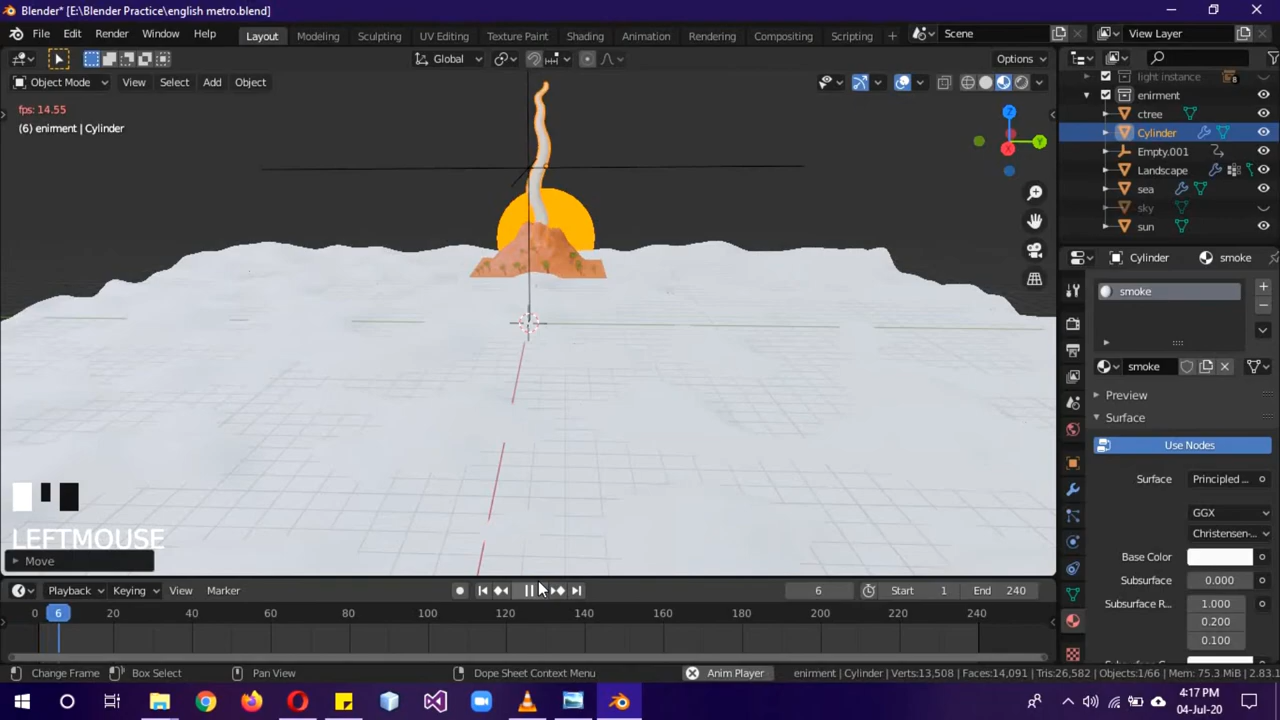 Blender* [E:\Blender Practice\english metro.blend]
File Edit Render Window Help Layout Modeling Sculpting UV Editing Texture Paint Shading Animation Rendering Compositing Scripting + Scene View Layer
Global Options
Object Mode View Select Add Object
fps: 14.55
(6) eniment | Cylinder
light instance
8
enirment
ctree
Cylinder
Empty.001
Landscape
sea
sky
sun
Z
Y
X
Cylinder smoke
smoke
smoke
Preview
Surface
Use Nodes
Surface Principled ...
GGX
Christensen-...
Base Color
Subsurface 0.000
Subsurface R... 1.000
0.200
0.100
LEFTMOUSE
Move
Playback Keying View Marker 6 Start 1 End 240
0 6 20 40 60 80 100 120 140 160 180 200 220 240
Change Frame Box Select Pan View Dope Sheet Context Menu Anim Player enirment | Cylinder | Verts:13,508 | Faces:14,091 | Tris:26,582 | Objects:1/66 | Mem: 75.3 MiB | 2.83.1
4:17 PM
04-Jul-20